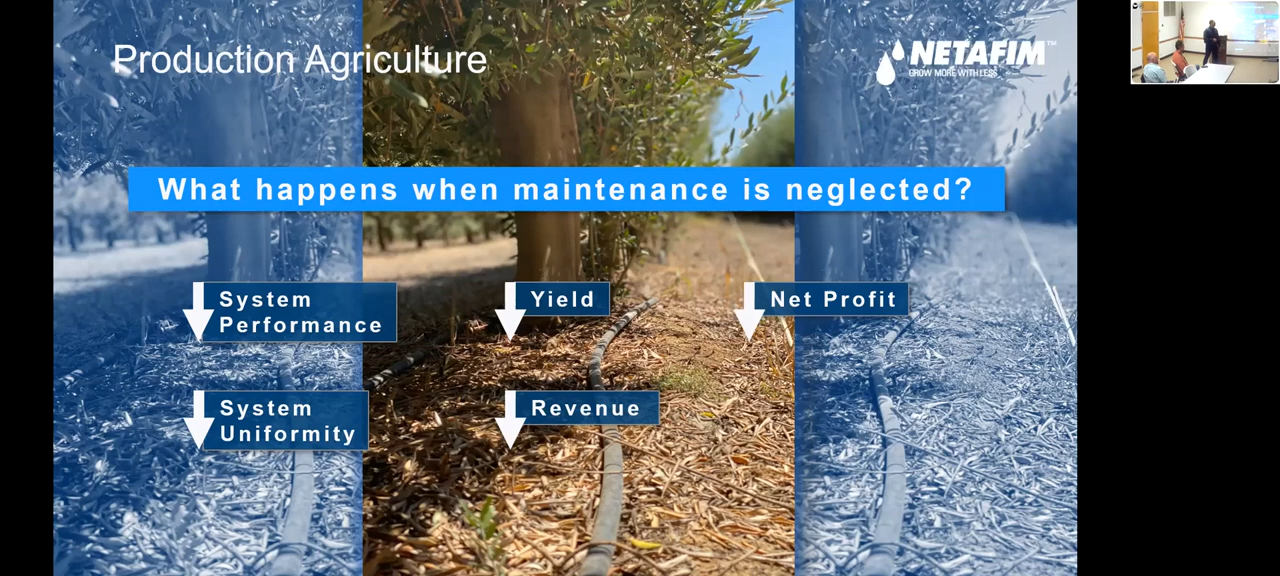 Production Agriculture
NETAFIM™
GROW MORE WITH LESS
What happens when maintenance is neglected?
System
Performance
Yield
Net Profit
System
Uniformity
Revenue